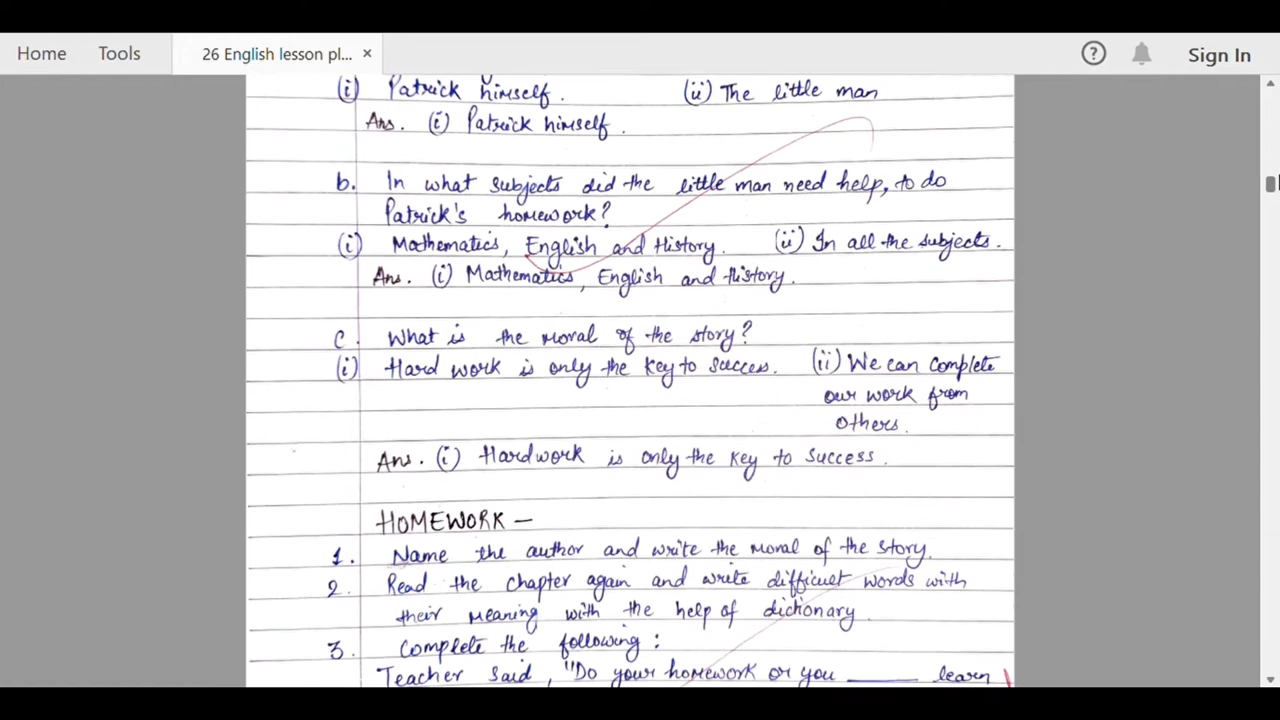 Home Tools 26 English lesson pl... × ? Sign In
(i) Patrick himself. (ii) The little man
Ans. (i) Patrick himself.
b. In what subjects did the little man need help, to do
Patrick's homework?
(i) Mathematics, English and History. (ii) In all the subjects.
Ans. (i) Mathematics, English and History.
c. What is the moral of the story?
(i) Hard work is only the key to success. (ii) We can complete
our work from
others.
Ans. (i) Hardwork is only the key to success.
HOMEWORK –
1. Name the author and write the moral of the story.
2. Read the chapter again and write difficult words with
their meaning with the help of dictionary.
3. Complete the following :
Teacher said, "Do your homework or you ______ learn